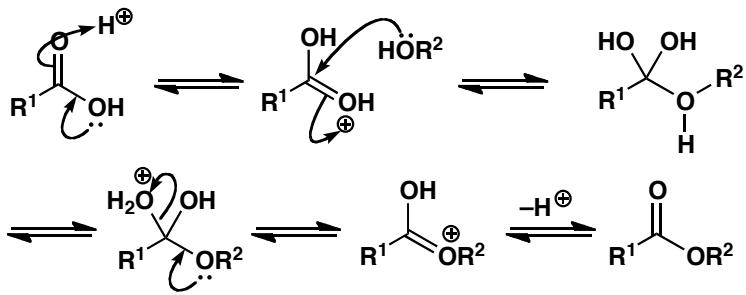 O H⊕
R¹ OH
OH HOR²
R¹ OH ⊕
HO OH
R¹ O R²
H
⊕
H₂O OH
R¹ OR²
OH
R¹ OR² ⊕
–H⊕
O
R¹ OR²